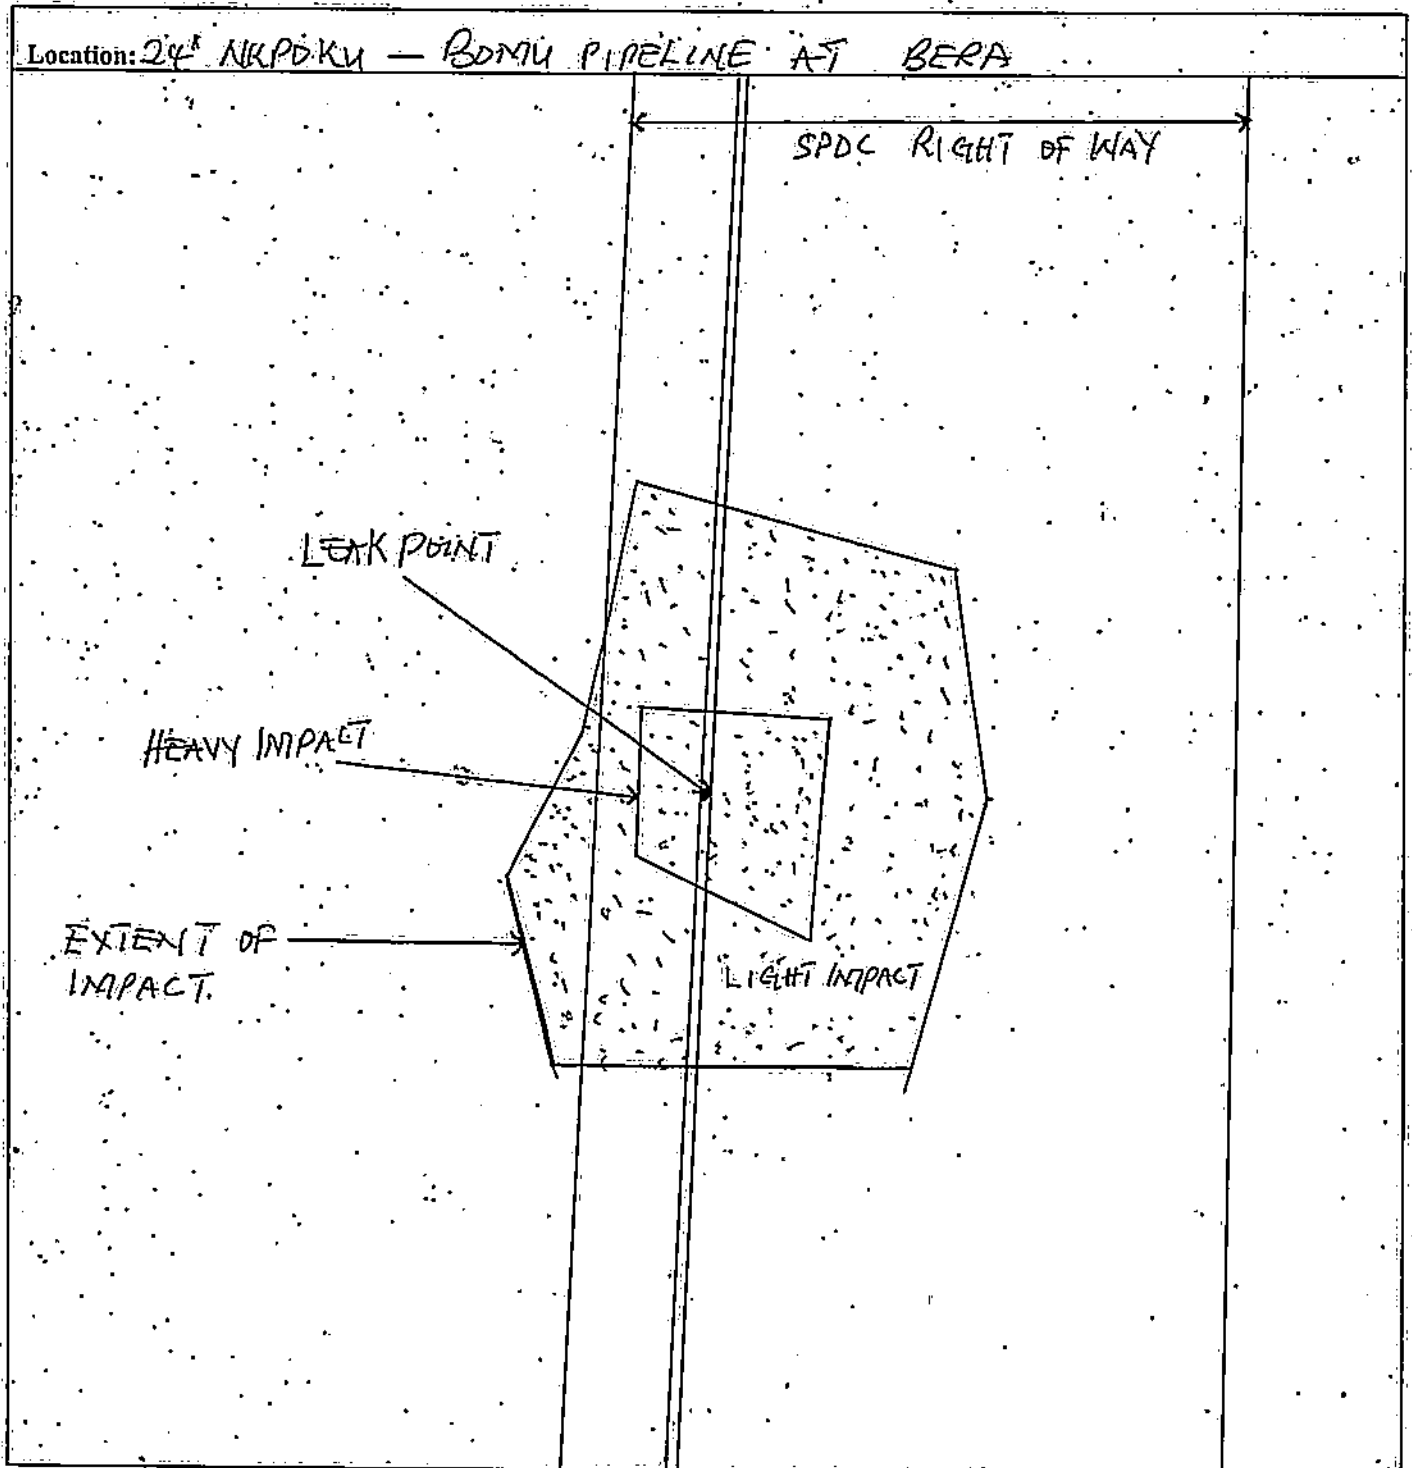 Location: 24" NKPOKU — BOMU PIPELINE AT BERA
SPDC RIGHT OF WAY
LEAK POINT
HEAVY IMPACT
EXTENT OF
IMPACT.
LIGHT IMPACT